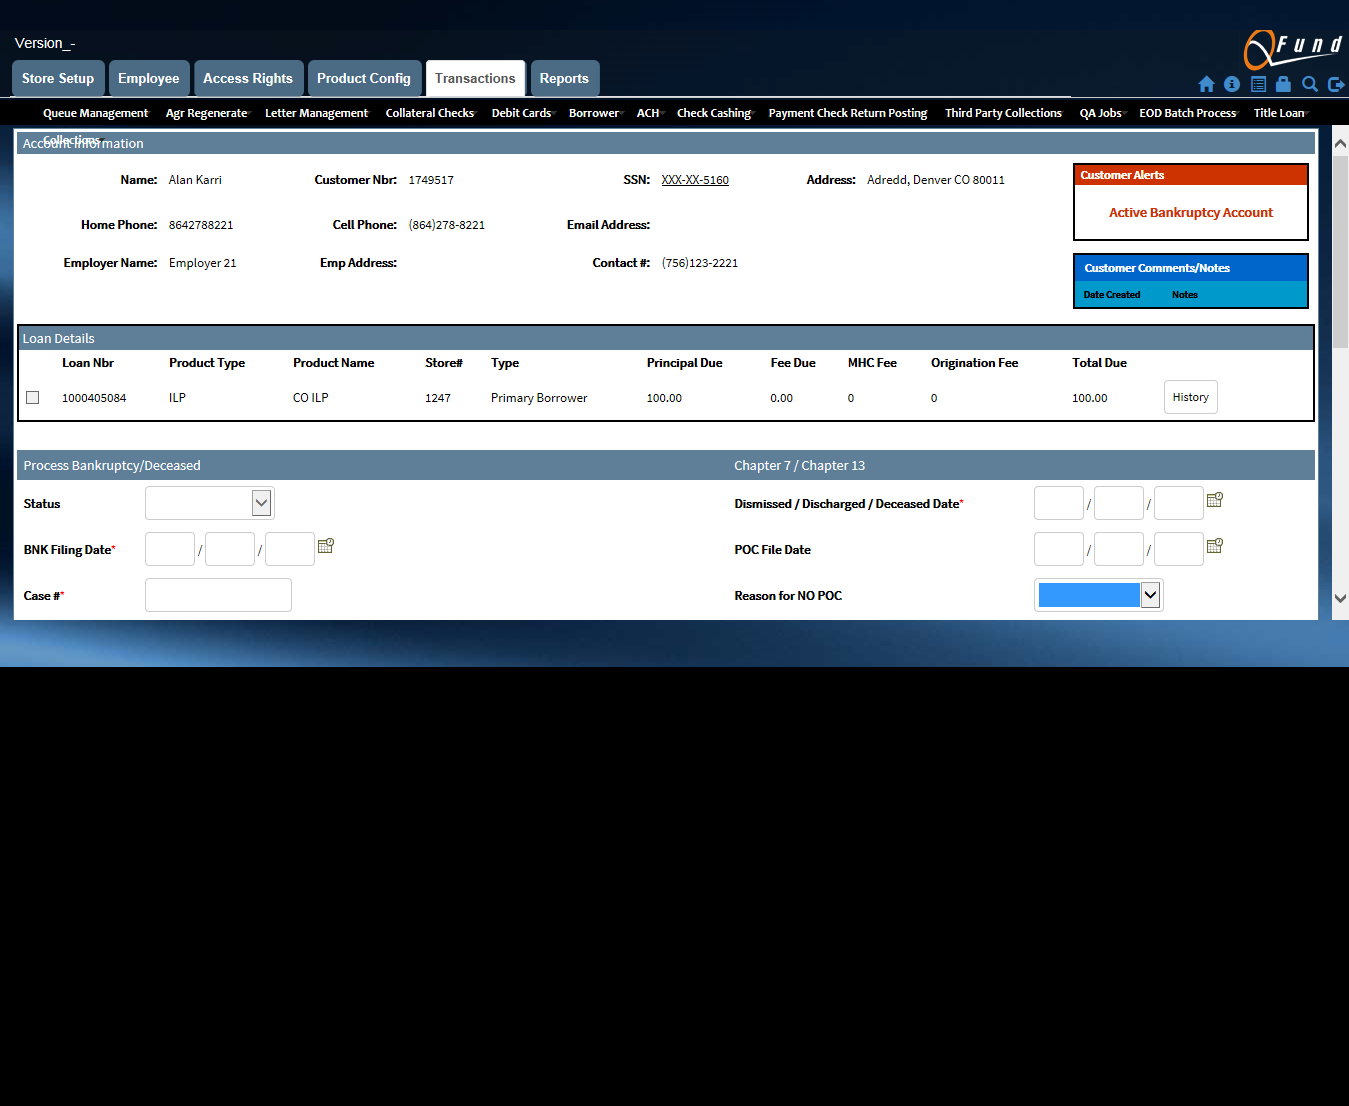 Version_-
QFund
Store Setup Employee Access Rights Product Config Transactions Reports
Queue Management Agr Regenerate Letter Management Collateral Checks Debit Cards Borrower ACH Check Cashing Payment Check Return Posting Third Party Collections QA Jobs EOD Batch Process Title Loan
Collections
Account Information
Name: Alan Karri Customer Nbr: 1749517 SSN: XXX-XX-5160 Address: Adredd, Denver CO 80011
Customer Alerts
Active Bankruptcy Account
Home Phone: 8642788221 Cell Phone: (864)278-8221 Email Address:
Employer Name: Employer 21 Emp Address: Contact #: (756)123-2221
Customer Comments/Notes
Date Created Notes
Loan Details
Loan Nbr Product Type Product Name Store# Type Principal Due Fee Due MHC Fee Origination Fee Total Due
1000405084 ILP CO ILP 1247 Primary Borrower 100.00 0.00 0 0 100.00 History
Process Bankruptcy/Deceased Chapter 7 / Chapter 13
Status Dismissed / Discharged / Deceased Date* / /
BNK Filing Date* / / POC File Date / /
Case #* Reason for NO POC